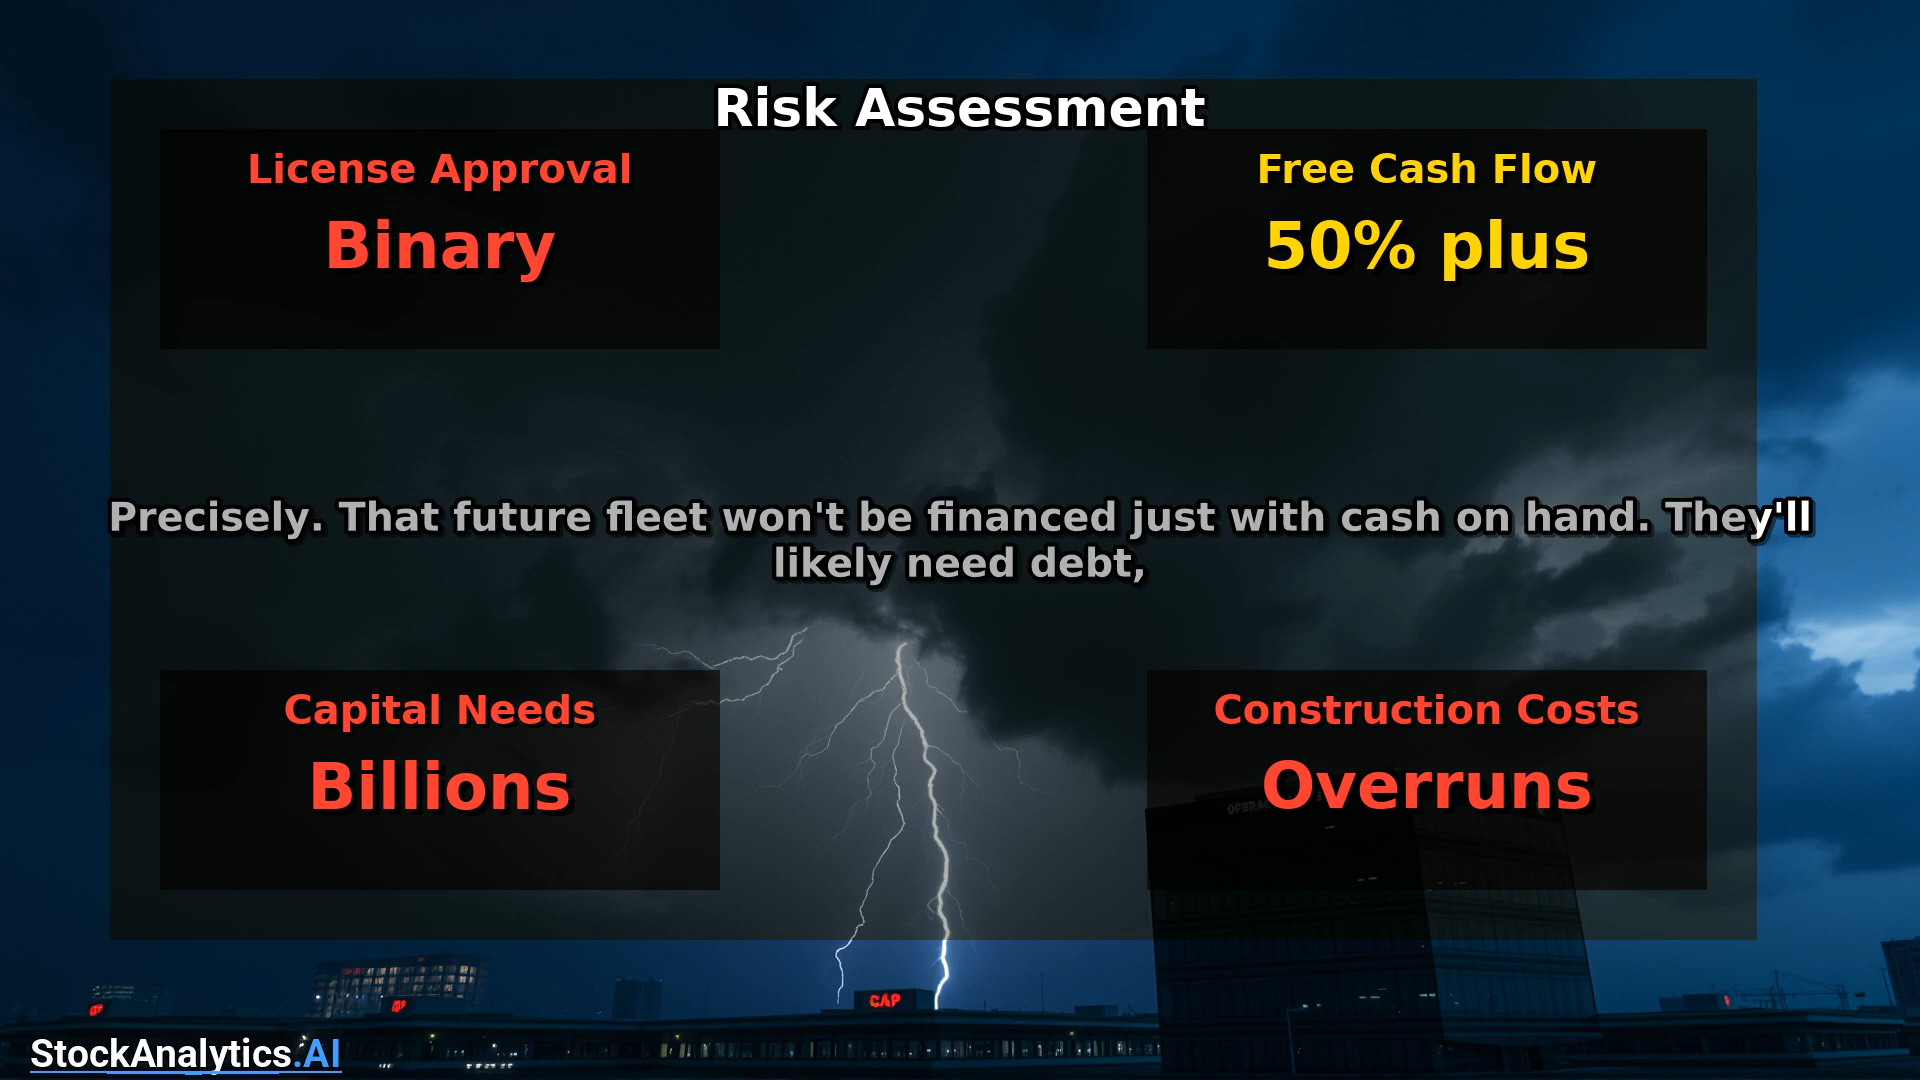 Risk Assessment
License Approval
Binary
Free Cash Flow
50% plus
Precisely. That future fleet won't be financed just with cash on hand. They'll
likely need debt,
Capital Needs
Billions
Construction Costs
Overruns
CAP
StockAnalytics.AI